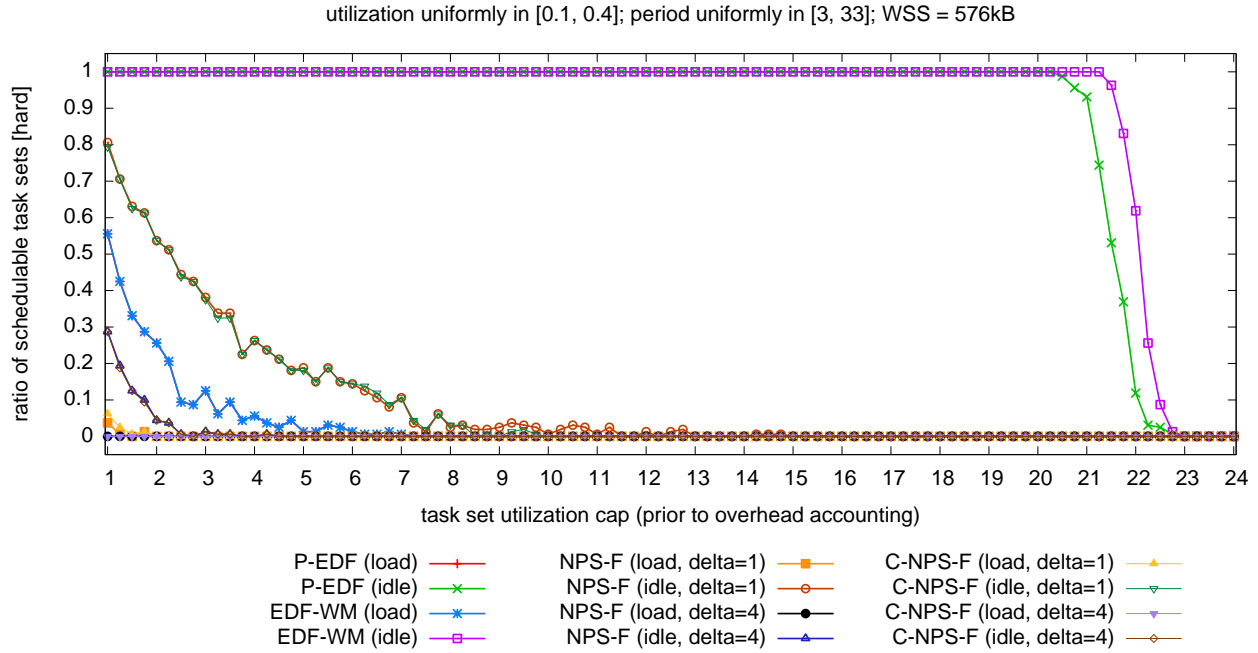 utilization uniformly in [0.1, 0.4]; period uniformly in [3, 33]; WSS = 576kB
ratio of schedulable task sets [hard]
1
0.9
0.8
0.7
0.6
0.5
0.4
0.3
0.2
0.1
0
1 2 3 4 5 6 7 8 9 10 11 12 13 14 15 16 17 18 19 20 21 22 23 24
task set utilization cap (prior to overhead accounting)
P-EDF (load) NPS-F (load, delta=1) C-NPS-F (load, delta=1)
P-EDF (idle) NPS-F (idle, delta=1) C-NPS-F (idle, delta=1)
EDF-WM (load) NPS-F (load, delta=4) C-NPS-F (load, delta=4)
EDF-WM (idle) NPS-F (idle, delta=4) C-NPS-F (idle, delta=4)